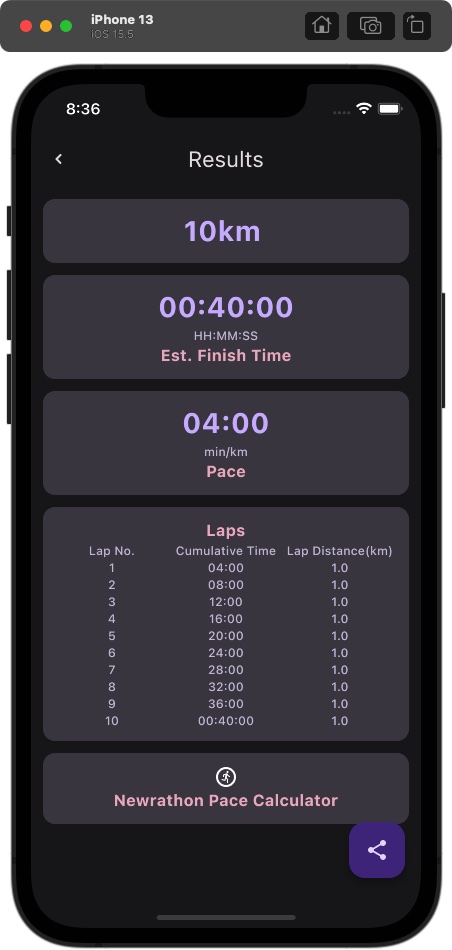 iPhone 13
iOS 15.5
8:36
Results
10km
00:40:00
HH:MM:SS
Est. Finish Time
04:00
min/km
Pace
Laps
Lap No. Cumulative Time Lap Distance(km)
1 04:00 1.0
2 08:00 1.0
3 12:00 1.0
4 16:00 1.0
5 20:00 1.0
6 24:00 1.0
7 28:00 1.0
8 32:00 1.0
9 36:00 1.0
10 00:40:00 1.0
Newrathon Pace Calculator